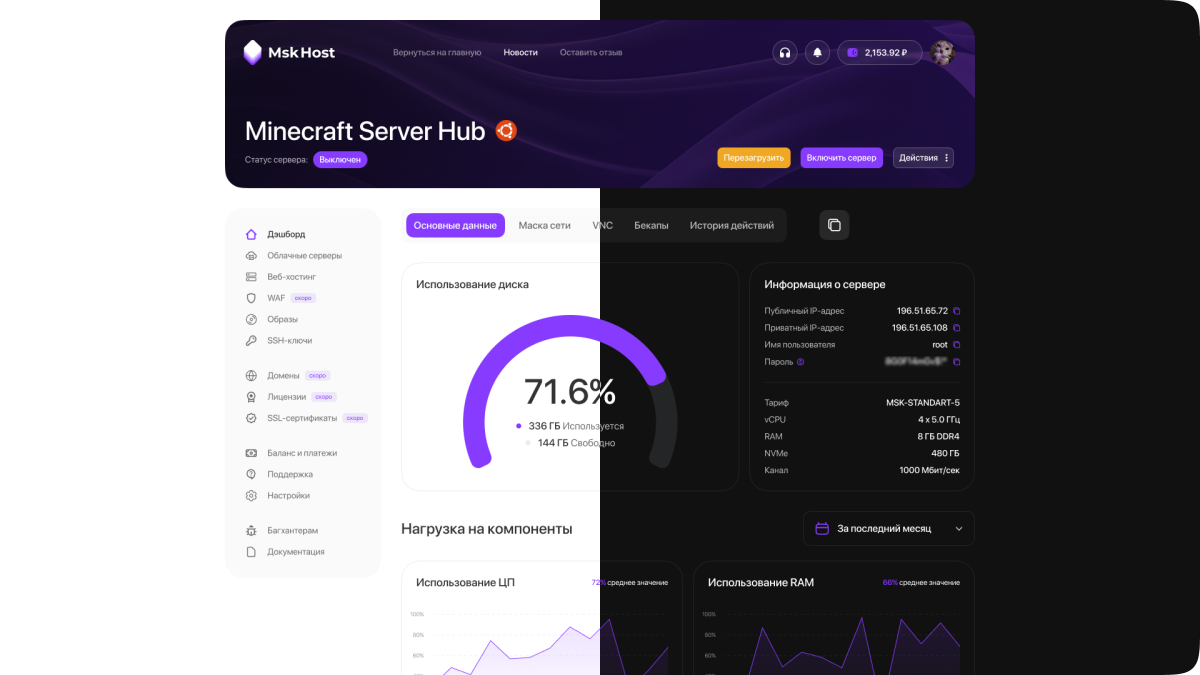 Msk Host
Вернуться на главную
Новости
Оставить отзыв
2,153.92 ₽
Minecraft Server Hub
Статус сервера: Выключен
Перезагрузить
Включить сервер
Действия
Дэшборд
Облачные серверы
Веб-хостинг
WAF скоро
Образы
SSH-ключи
Домены скоро
Лицензии скоро
SSL-сертификаты скоро
Баланс и платежи
Поддержка
Настройки
Багхантерам
Документация
Основные данные
Маска сети
VNC
Бекапы
История действий
Использование диска
71.6%
336 ГБ Используется
144 ГБ Свободно
Информация о сервере
Публичный IP-адрес 196.51.65.72
Приватный IP-адрес 196.51.65.108
Имя пользователя root
Пароль
Тариф MSK-STANDART-5
vCPU 4 x 5.0 ГГц
RAM 8 ГБ DDR4
NVMe 480 ГБ
Канал 1000 Мбит/сек
Нагрузка на компоненты
За последний месяц
Использование ЦП
72% среднее значение
100%
80%
60%
Использование RAM
66% среднее значение
100%
80%
60%